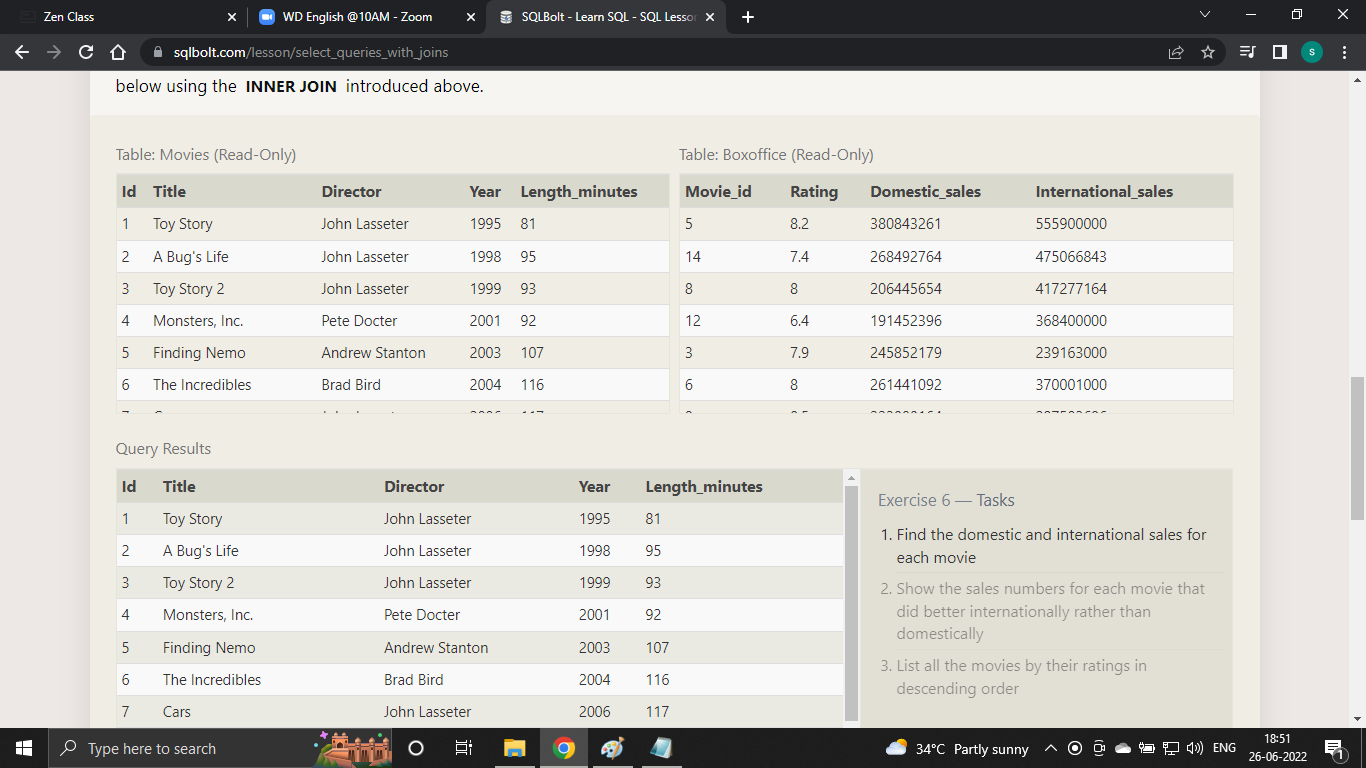 Zen Class
WD English @10AM - Zoom
SQLBolt - Learn SQL - SQL Lesso
sqlbolt.com/lesson/select_queries_with_joins
S
below using the INNER JOIN introduced above.
Table: Movies (Read-Only)
Id Title Director Year Length_minutes
1 Toy Story John Lasseter 1995 81
2 A Bug's Life John Lasseter 1998 95
3 Toy Story 2 John Lasseter 1999 93
4 Monsters, Inc. Pete Docter 2001 92
5 Finding Nemo Andrew Stanton 2003 107
6 The Incredibles Brad Bird 2004 116
Table: Boxoffice (Read-Only)
Movie_id Rating Domestic_sales International_sales
5 8.2 380843261 555900000
14 7.4 268492764 475066843
8 8 206445654 417277164
12 6.4 191452396 368400000
3 7.9 245852179 239163000
6 8 261441092 370001000
Query Results
Id Title Director Year Length_minutes
1 Toy Story John Lasseter 1995 81
2 A Bug's Life John Lasseter 1998 95
3 Toy Story 2 John Lasseter 1999 93
4 Monsters, Inc. Pete Docter 2001 92
5 Finding Nemo Andrew Stanton 2003 107
6 The Incredibles Brad Bird 2004 116
7 Cars John Lasseter 2006 117
Exercise 6 — Tasks
1. Find the domestic and international sales for
each movie
2. Show the sales numbers for each movie that
did better internationally rather than
domestically
3. List all the movies by their ratings in
descending order
Type here to search
34°C Partly sunny
ENG
18:51
26-06-2022
1